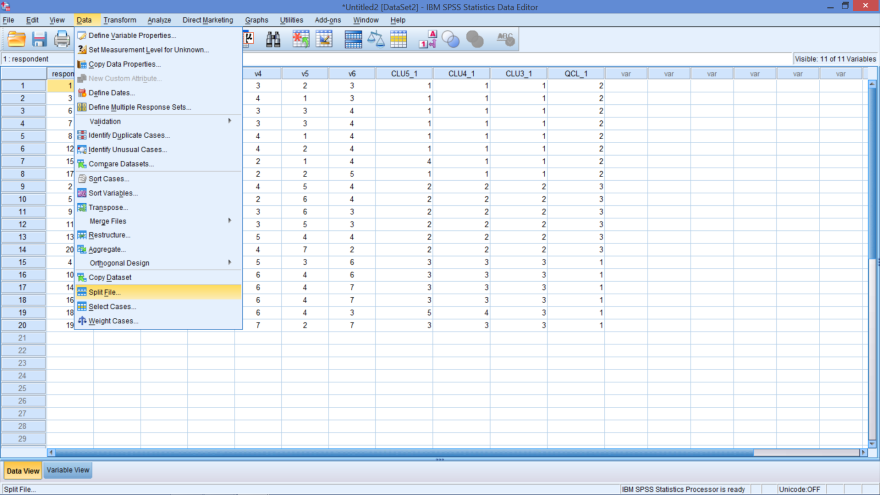 *Untitled2 [DataSet2] - IBM SPSS Statistics Data Editor
File Edit View Data Transform Analyze Direct Marketing Graphs Utilities Add-ons Window Help
1 : respondent Visible: 11 of 11 Variables
Define Variable Properties...
Set Measurement Level for Unknown...
Copy Data Properties...
New Custom Attribute...
Define Dates...
Define Multiple Response Sets...
Validation
Identify Duplicate Cases...
Identify Unusual Cases...
Compare Datasets...
Sort Cases...
Sort Variables...
Transpose...
Merge Files
Restructure...
Aggregate...
Orthogonal Design
Copy Dataset
Split File...
Select Cases...
Weight Cases...
respon v4 v5 v6 CLU5_1 CLU4_1 CLU3_1 QCL_1 var var var var var var
1 1 3 2 3 1 1 1 2
2 3 4 1 3 1 1 1 2
3 6 3 3 4 1 1 1 2
4 7 3 3 4 1 1 1 2
5 8 4 1 4 1 1 1 2
6 12 4 2 4 1 1 1 2
7 15 2 1 4 4 1 1 2
8 17 2 2 5 1 1 1 2
9 2 4 5 4 2 2 2 3
10 5 2 6 4 2 2 2 3
11 9 3 6 3 2 2 2 3
12 11 3 5 3 2 2 2 3
13 13 5 4 4 2 2 2 3
14 20 4 7 2 2 2 2 3
15 4 5 3 6 3 3 3 1
16 10 6 4 6 3 3 3 1
17 14 6 4 7 3 3 3 1
18 16 6 4 7 3 3 3 1
19 18 6 4 3 5 4 3 1
20 19 7 2 7 3 3 3 1
21
22
23
24
25
26
27
28
29
Data View Variable View
Split File... IBM SPSS Statistics Processor is ready Unicode:OFF